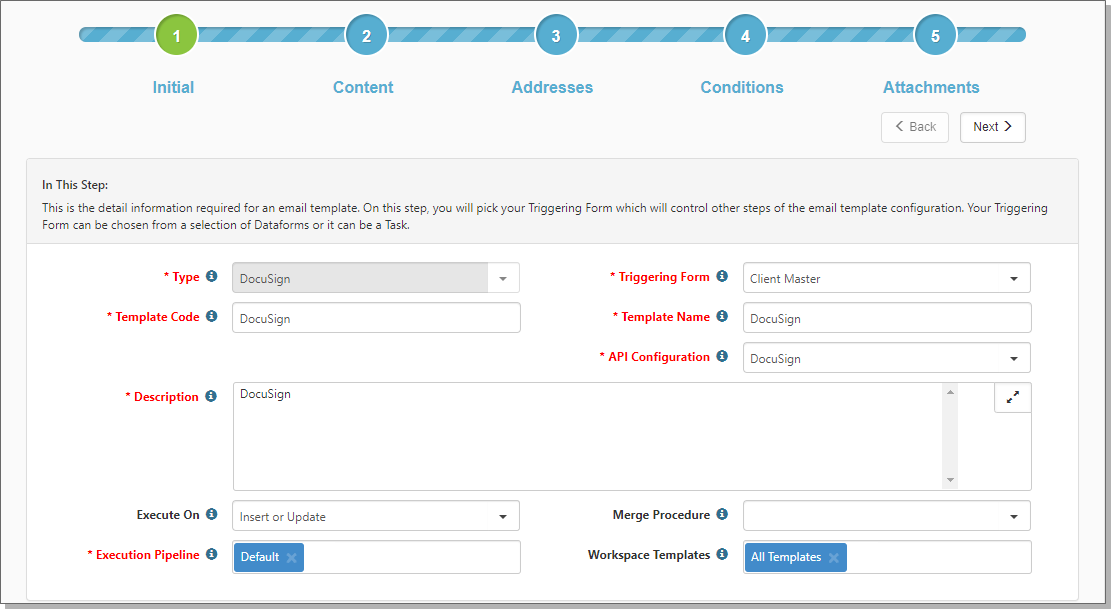 1 2 3 4 5
Initial Content Addresses Conditions Attachments
Back Next
In This Step:
This is the detail information required for an email template. On this step, you will pick your Triggering Form which will control other steps of the email template configuration. Your Triggering
Form can be chosen from a selection of Dataforms or it can be a Task.
* Type DocuSign * Triggering Form Client Master
* Template Code DocuSign * Template Name DocuSign
* API Configuration DocuSign
* Description DocuSign
Execute On Insert or Update Merge Procedure
* Execution Pipeline Default × Workspace Templates All Templates ×